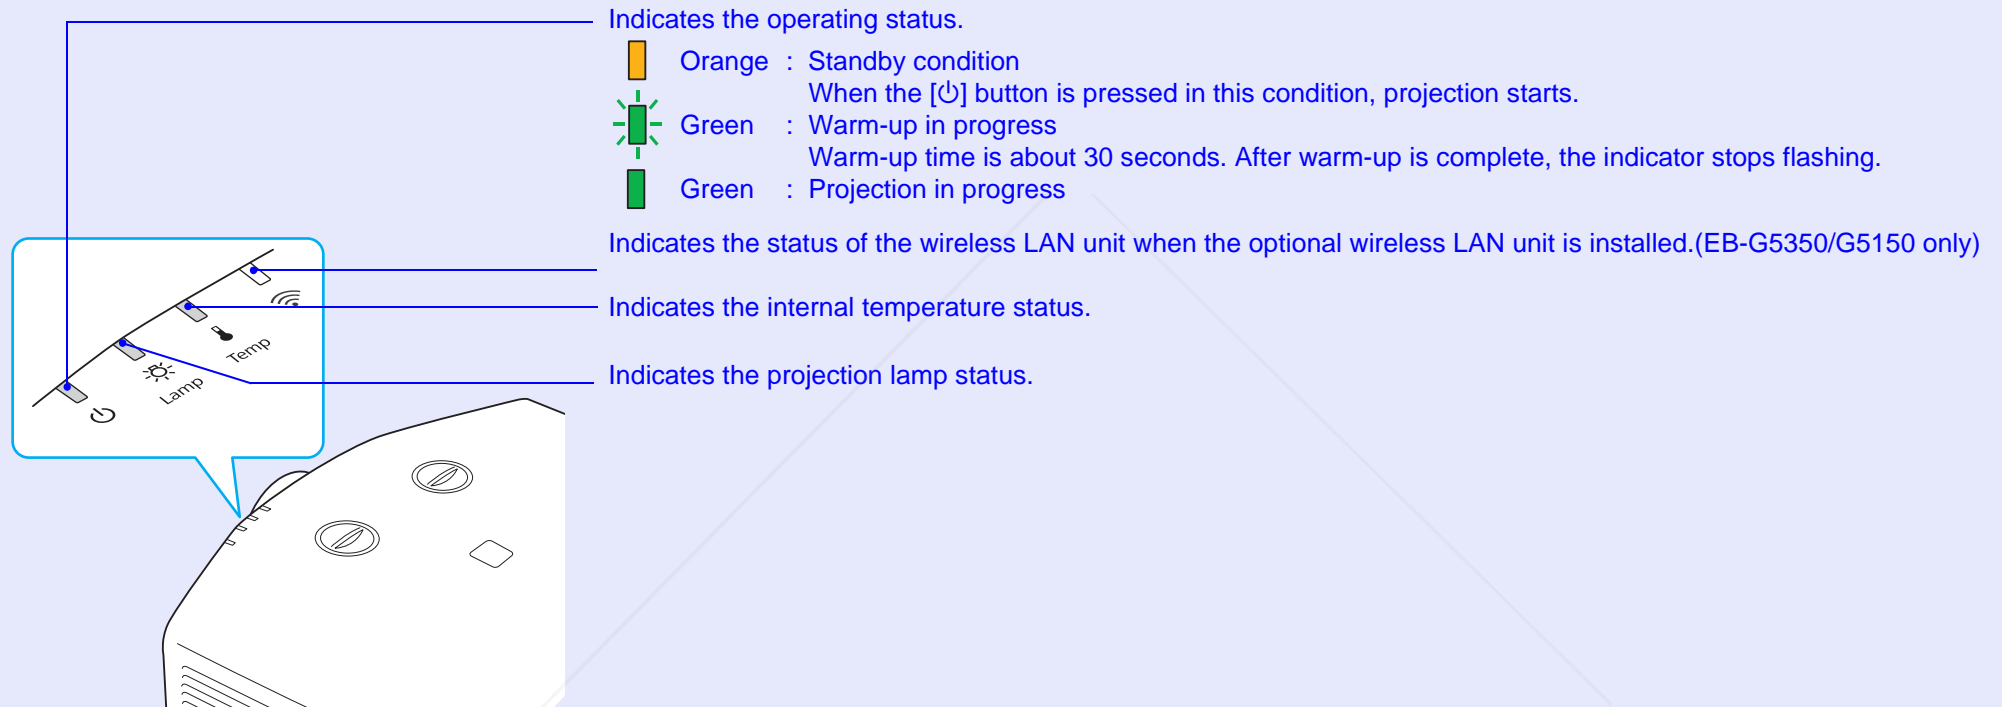 Indicates the operating status.
Orange : Standby condition
When the [⏻] button is pressed in this condition, projection starts.
Green : Warm-up in progress
Warm-up time is about 30 seconds. After warm-up is complete, the indicator stops flashing.
Green : Projection in progress
Indicates the status of the wireless LAN unit when the optional wireless LAN unit is installed.(EB-G5350/G5150 only)
Indicates the internal temperature status.
Temp
Indicates the projection lamp status.
Lamp